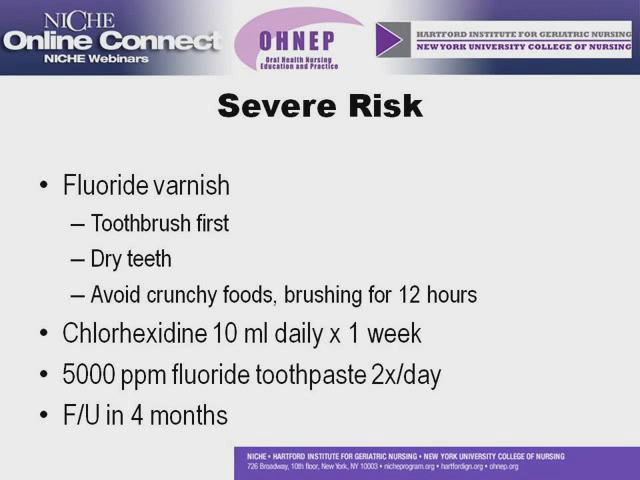 NICHE
Online Connect
NICHE Webinars
OHNEP
Oral Health Nursing
Education and Practice
HARTFORD INSTITUTE FOR GERIATRIC NURSING
NEW YORK UNIVERSITY COLLEGE OF NURSING
Severe Risk
• Fluoride varnish
– Toothbrush first
– Dry teeth
– Avoid crunchy foods, brushing for 12 hours
• Chlorhexidine 10 ml daily x 1 week
• 5000 ppm fluoride toothpaste 2x/day
• F/U in 4 months
NICHE • HARTFORD INSTITUTE FOR GERIATRIC NURSING • NEW YORK UNIVERSITY COLLEGE OF NURSING
726 Broadway, 10th floor, New York, NY 10003 • nicheprogram.org • hartfordign.org • ohnep.org